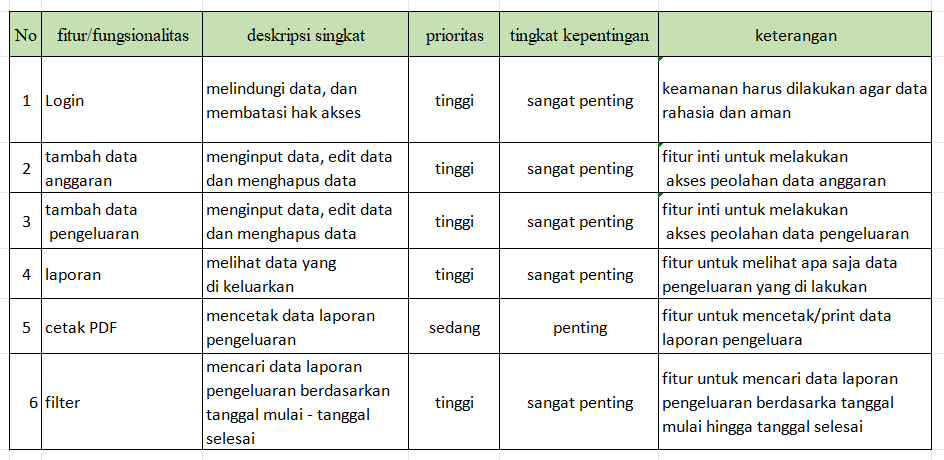 No fitur/fungsionalitas deskripsi singkat prioritas tingkat kepentingan keterangan
1 Login melindungi data, dan tinggi sangat penting keamanan harus dilakukan agar data
membatasi hak akses rahasia dan aman
2 tambah data menginput data, edit data tinggi sangat penting fitur inti untuk melakukan
anggaran dan menghapus data akses peolahan data anggaran
3 tambah data menginput data, edit data tinggi sangat penting fitur inti untuk melakukan
pengeluaran dan menghapus data akses peolahan data pengeluaran
4 laporan melihat data yang tinggi sangat penting fitur untuk melihat apa saja data
di keluarkan pengeluaran yang di lakukan
5 cetak PDF mencetak data laporan sedang penting fitur untuk mencetak/print data
pengeluaran laporan pengeluara
6 filter mencari data laporan tinggi sangat penting fitur untuk mencari data laporan
pengeluaran berdasarkan pengeluaran berdasarka tanggal
tanggal mulai - tanggal mulai hingga tanggal selesai
selesai